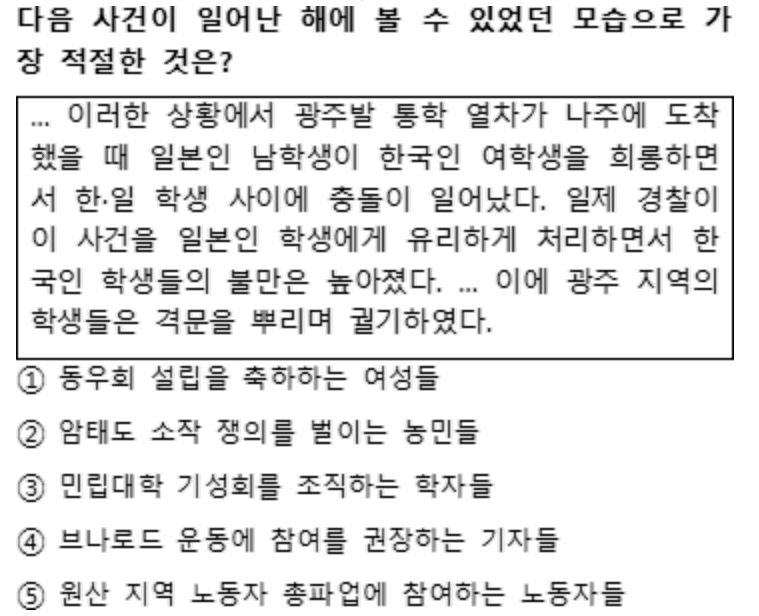 다음 사건이 일어난 해에 볼 수 있었던 모습으로 가
장 적절한 것은?
... 이러한 상황에서 광주발 통학 열차가 나주에 도착
했을 때 일본인 남학생이 한국인 여학생을 희롱하면
서 한·일 학생 사이에 충돌이 일어났다. 일제 경찰이
이 사건을 일본인 학생에게 유리하게 처리하면서 한
국인 학생들의 불만은 높아졌다. ... 이에 광주 지역의
학생들은 격문을 뿌리며 궐기하였다.
① 동우회 설립을 축하하는 여성들
② 암태도 소작 쟁의를 벌이는 농민들
③ 민립대학 기성회를 조직하는 학자들
④ 브나로드 운동에 참여를 권장하는 기자들
⑤ 원산 지역 노동자 총파업에 참여하는 노동자들